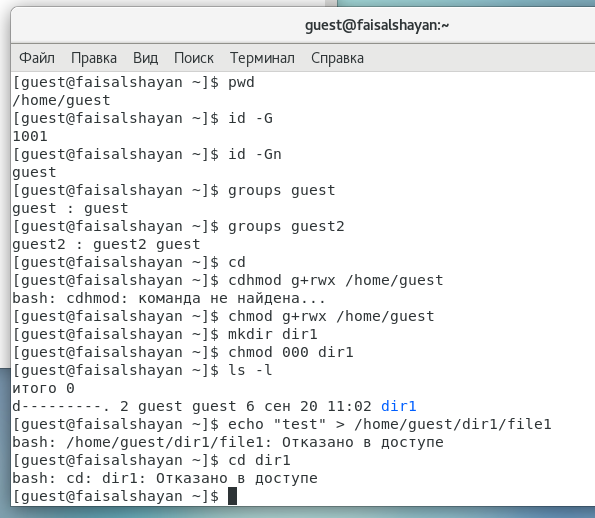 guest@faisalshayan:~
Файл Правка Вид Поиск Терминал Справка
[guest@faisalshayan ~]$ pwd
/home/guest
[guest@faisalshayan ~]$ id -G
1001
[guest@faisalshayan ~]$ id -Gn
guest
[guest@faisalshayan ~]$ groups guest
guest : guest
[guest@faisalshayan ~]$ groups guest2
guest2 : guest2 guest
[guest@faisalshayan ~]$ cd
[guest@faisalshayan ~]$ cdhmod g+rwx /home/guest
bash: cdhmod: команда не найдена...
[guest@faisalshayan ~]$ chmod g+rwx /home/guest
[guest@faisalshayan ~]$ mkdir dir1
[guest@faisalshayan ~]$ chmod 000 dir1
[guest@faisalshayan ~]$ ls -l
итого 0
d---------. 2 guest guest 6 сен 20 11:02 dir1
[guest@faisalshayan ~]$ echo "test" > /home/guest/dir1/file1
bash: /home/guest/dir1/file1: Отказано в доступе
[guest@faisalshayan ~]$ cd dir1
bash: cd: dir1: Отказано в доступе
[guest@faisalshayan ~]$